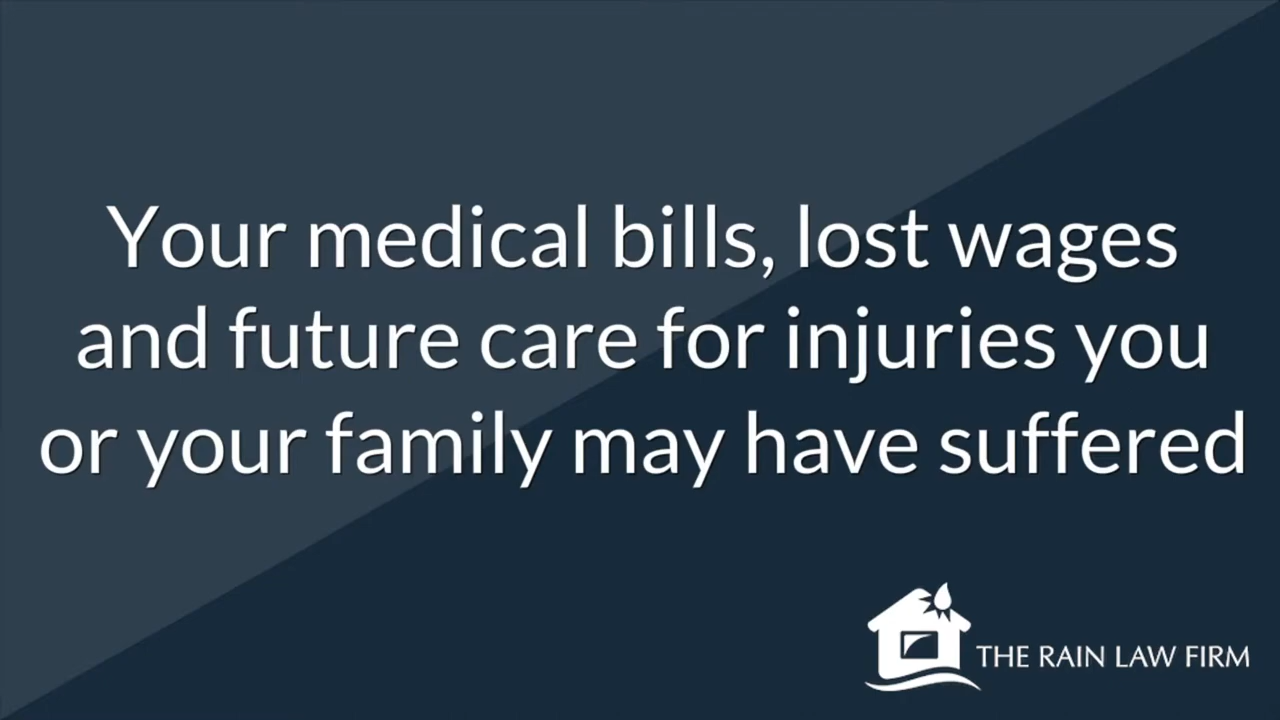 Your medical bills, lost wages
and future care for injuries you
or your family may have suffered
THE RAIN LAW FIRM